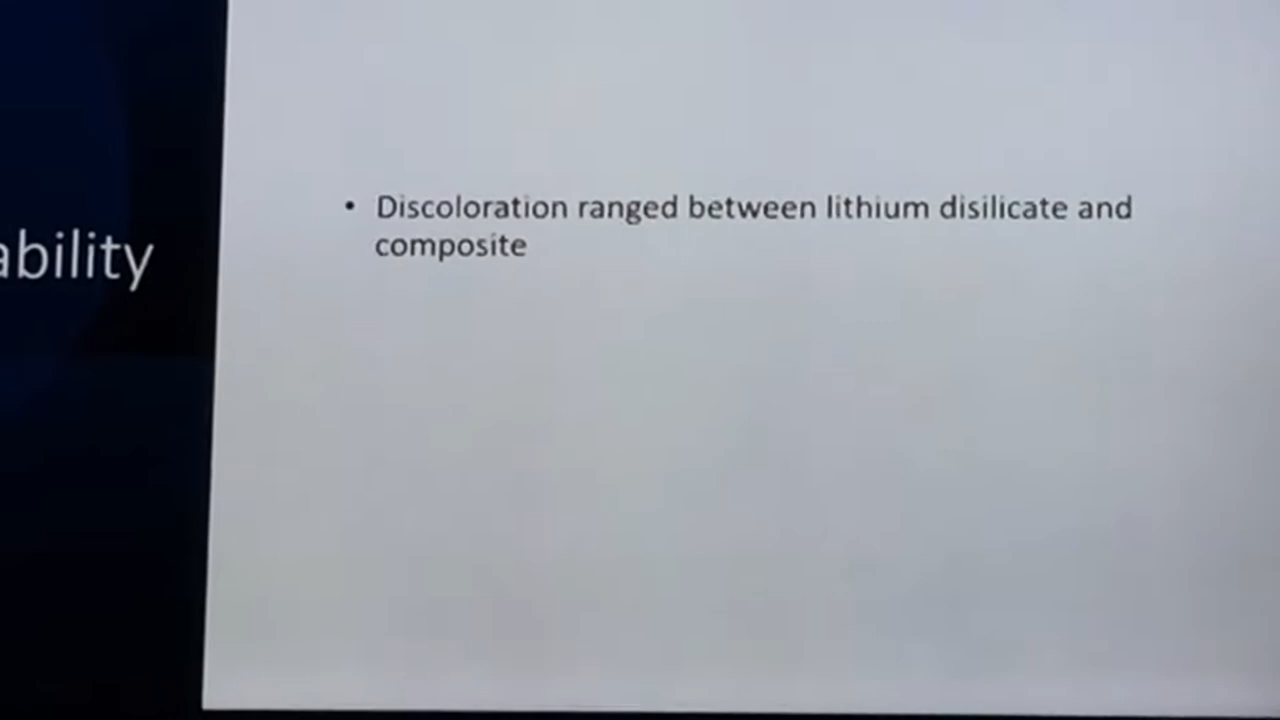 ability
• Discoloration ranged between lithium disilicate and
composite